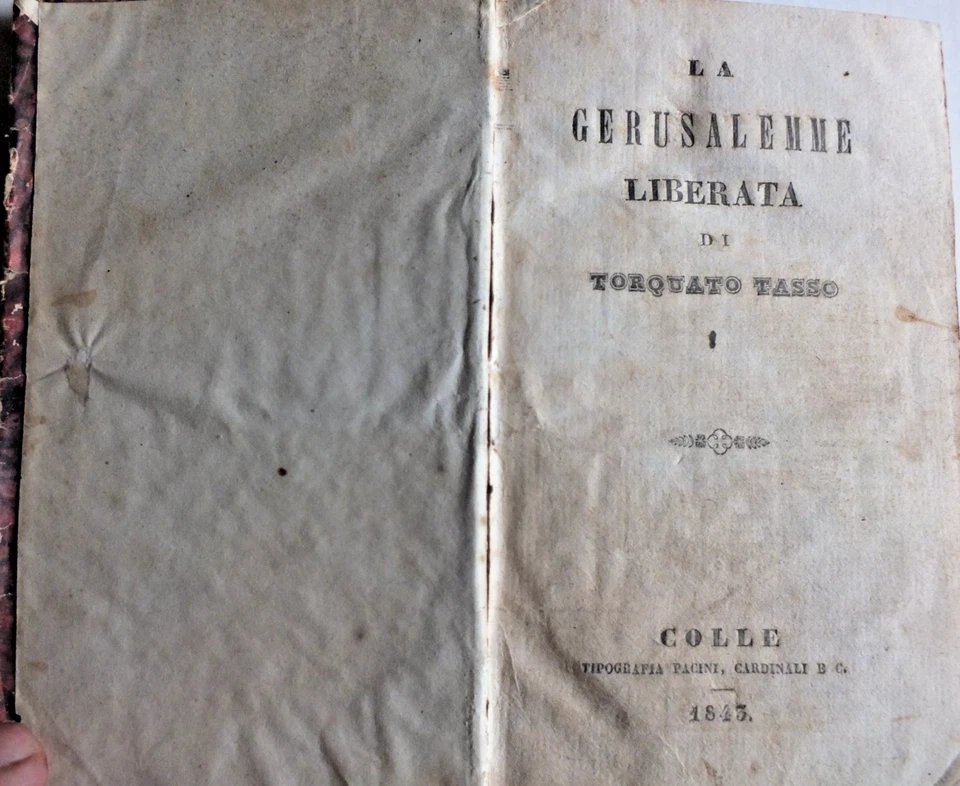 LA
GERUSALEMME
LIBERATA
DI
TORQUATO TASSO
COLLE
TIPOGRAFIA PACINI, CARDINALI E C.
1843.